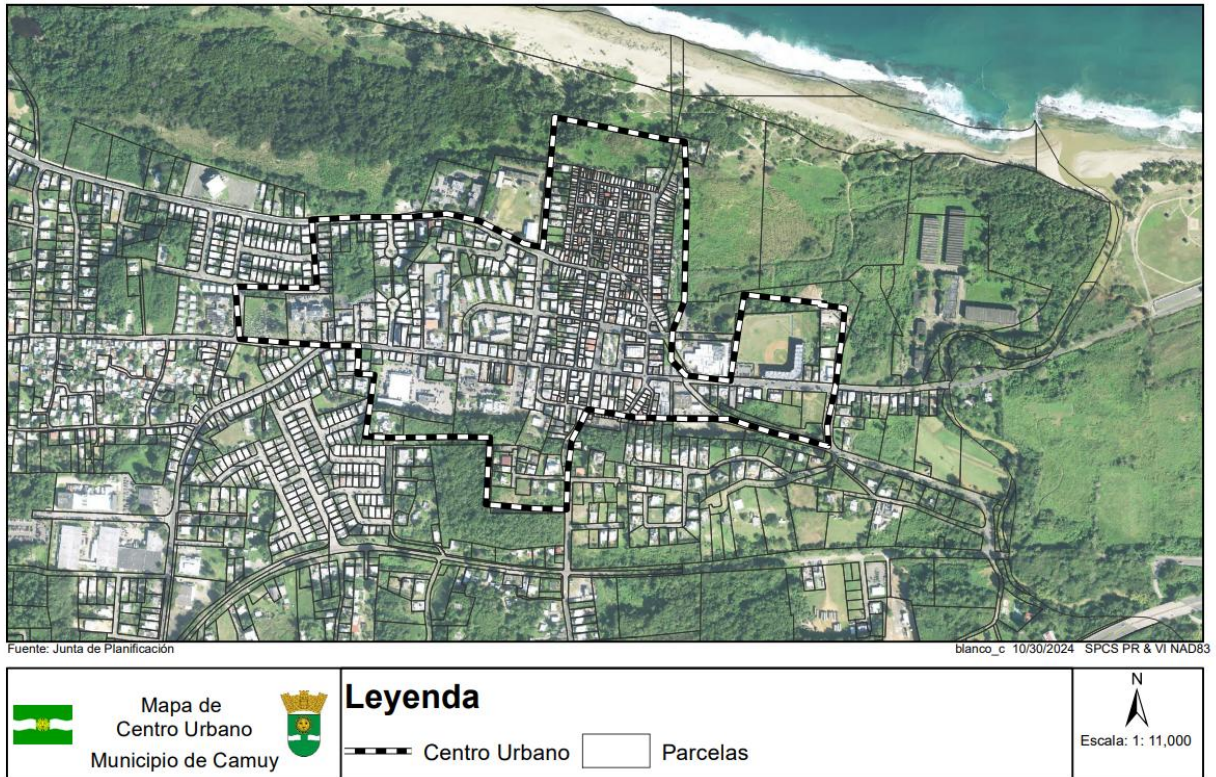 Fuente: Junta de Planificación
blanco_c 10/30/2024 SPCS PR & VI NAD83
Mapa de
Centro Urbano
Municipio de Camuy
Leyenda
Centro Urbano
Parcelas
N
Escala: 1: 11,000